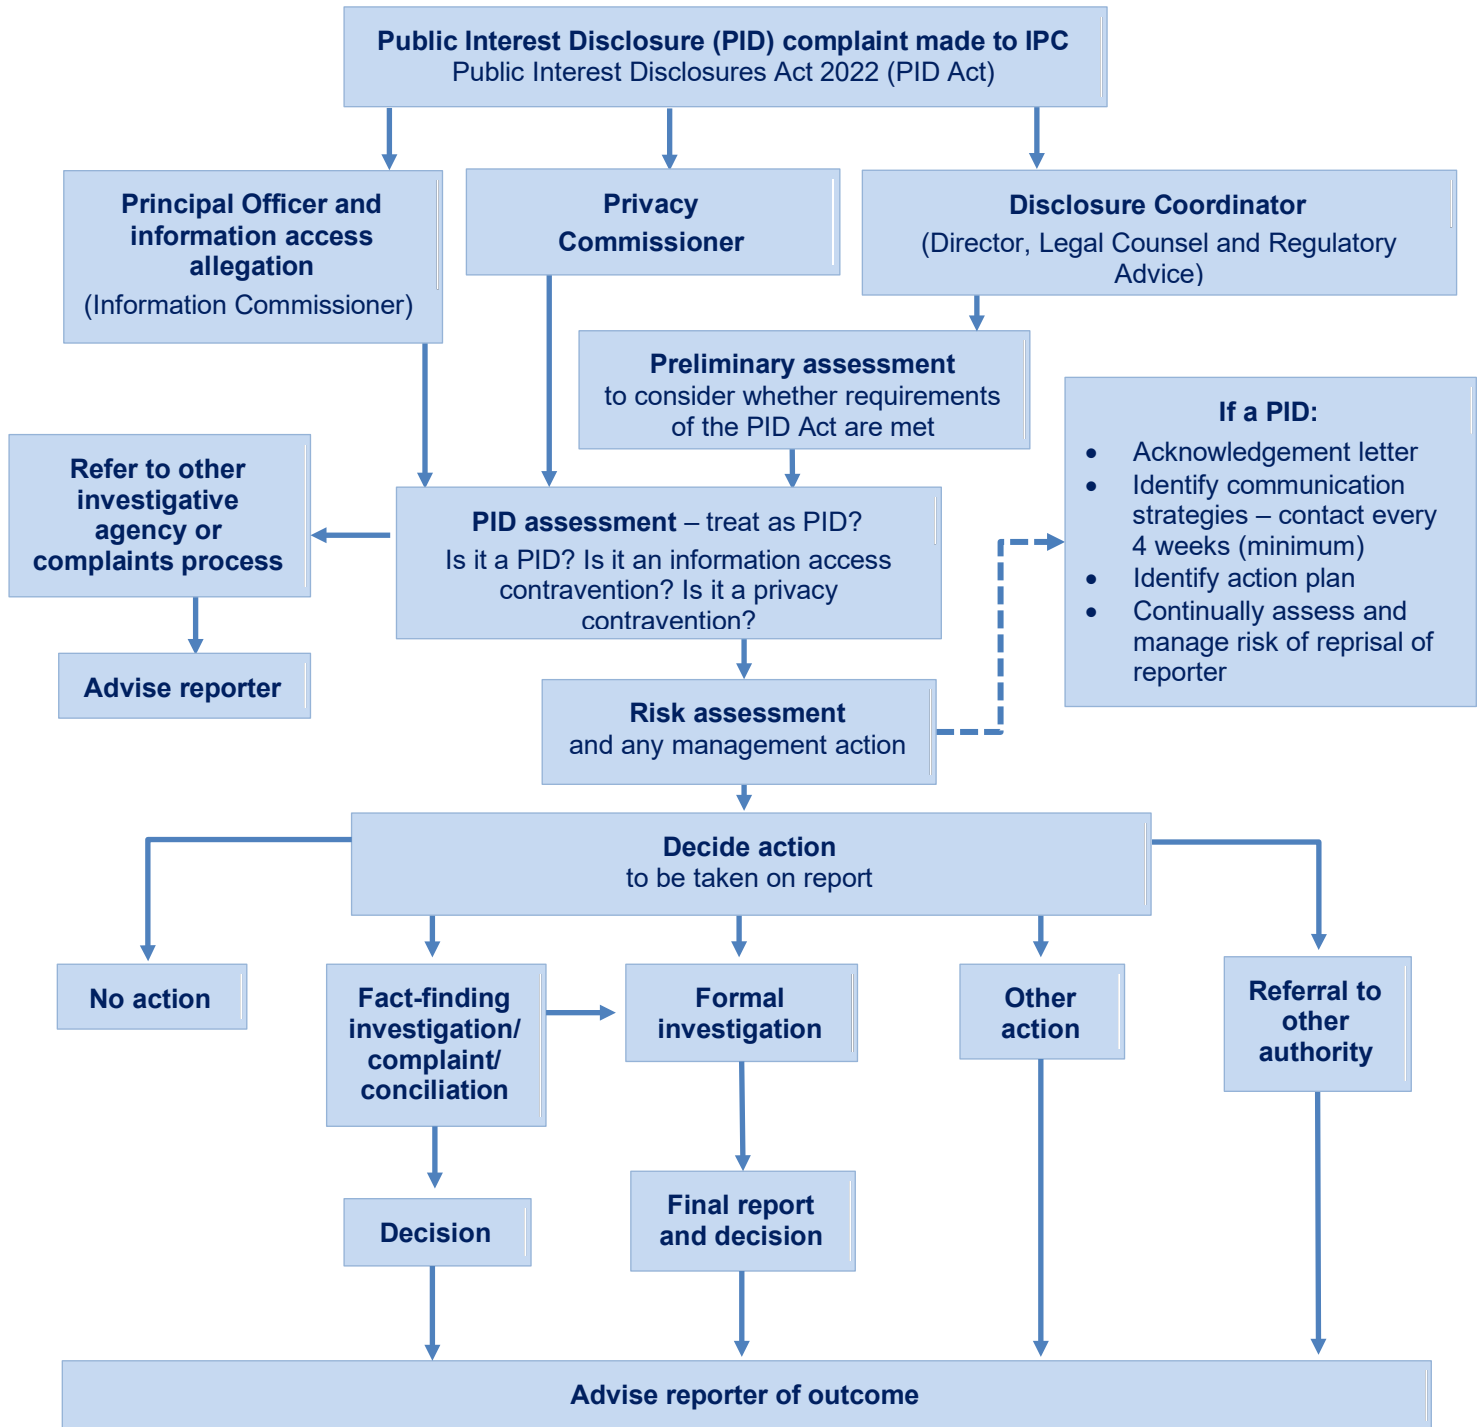 Public Interest Disclosure (PID) complaint made to IPC
Public Interest Disclosures Act 2022 (PID Act)
Principal Officer and
information access
allegation
(Information Commissioner)
Privacy
Commissioner
Disclosure Coordinator
(Director, Legal Counsel and Regulatory
Advice)
Preliminary assessment
to consider whether requirements
of the PID Act are met
If a PID:
• Acknowledgement letter
• Identify communication
strategies – contact every
4 weeks (minimum)
• Identify action plan
• Continually assess and
manage risk of reprisal of
reporter
Refer to other
investigative
agency or
complaints process
PID assessment – treat as PID?
Is it a PID? Is it an information access
contravention? Is it a privacy
contravention?
Advise reporter
Risk assessment
and any management action
Decide action
to be taken on report
No action
Fact-finding
investigation/
complaint/
conciliation
Formal
investigation
Other
action
Referral to
other
authority
Decision
Final report
and decision
Advise reporter of outcome